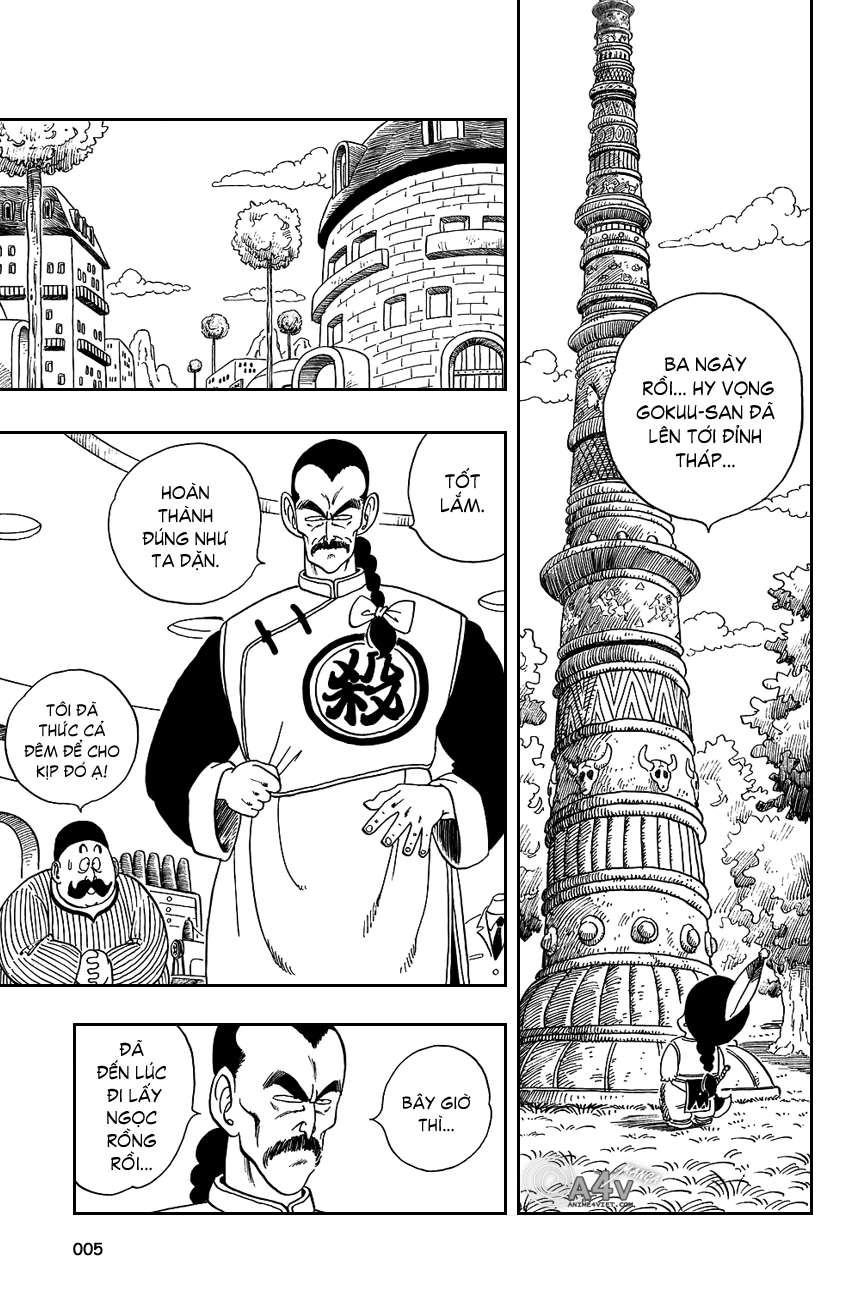 BA NGÀY
RỒI... HY VỌNG
GOKUU-SAN ĐÃ
LÊN TỚI ĐỈNH
THÁP...
TỐT
LẮM.
HOÀN
THÀNH
ĐÚNG NHƯ
TA DẶN.
殺
TÔI ĐÃ
THỨC CẢ
ĐÊM ĐỂ CHO
KỊP ĐÓ Ạ!
BÂY GIỜ
THÌ...
ĐÃ
ĐẾN LÚC
ĐI LẤY
NGỌC
RỒNG
RỒI...
A4V
ANIME4VIET.COM
005